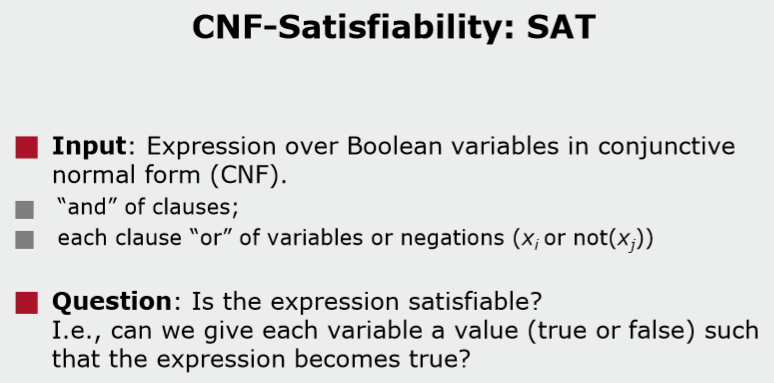 CNF-Satisfiability: SAT
Input: Expression over Boolean variables in conjunctive
normal form (CNF).
“and” of clauses;
each clause “or” of variables or negations (xᵢ or not(xⱼ))
Question: Is the expression satisfiable?
I.e., can we give each variable a value (true or false) such
that the expression becomes true?